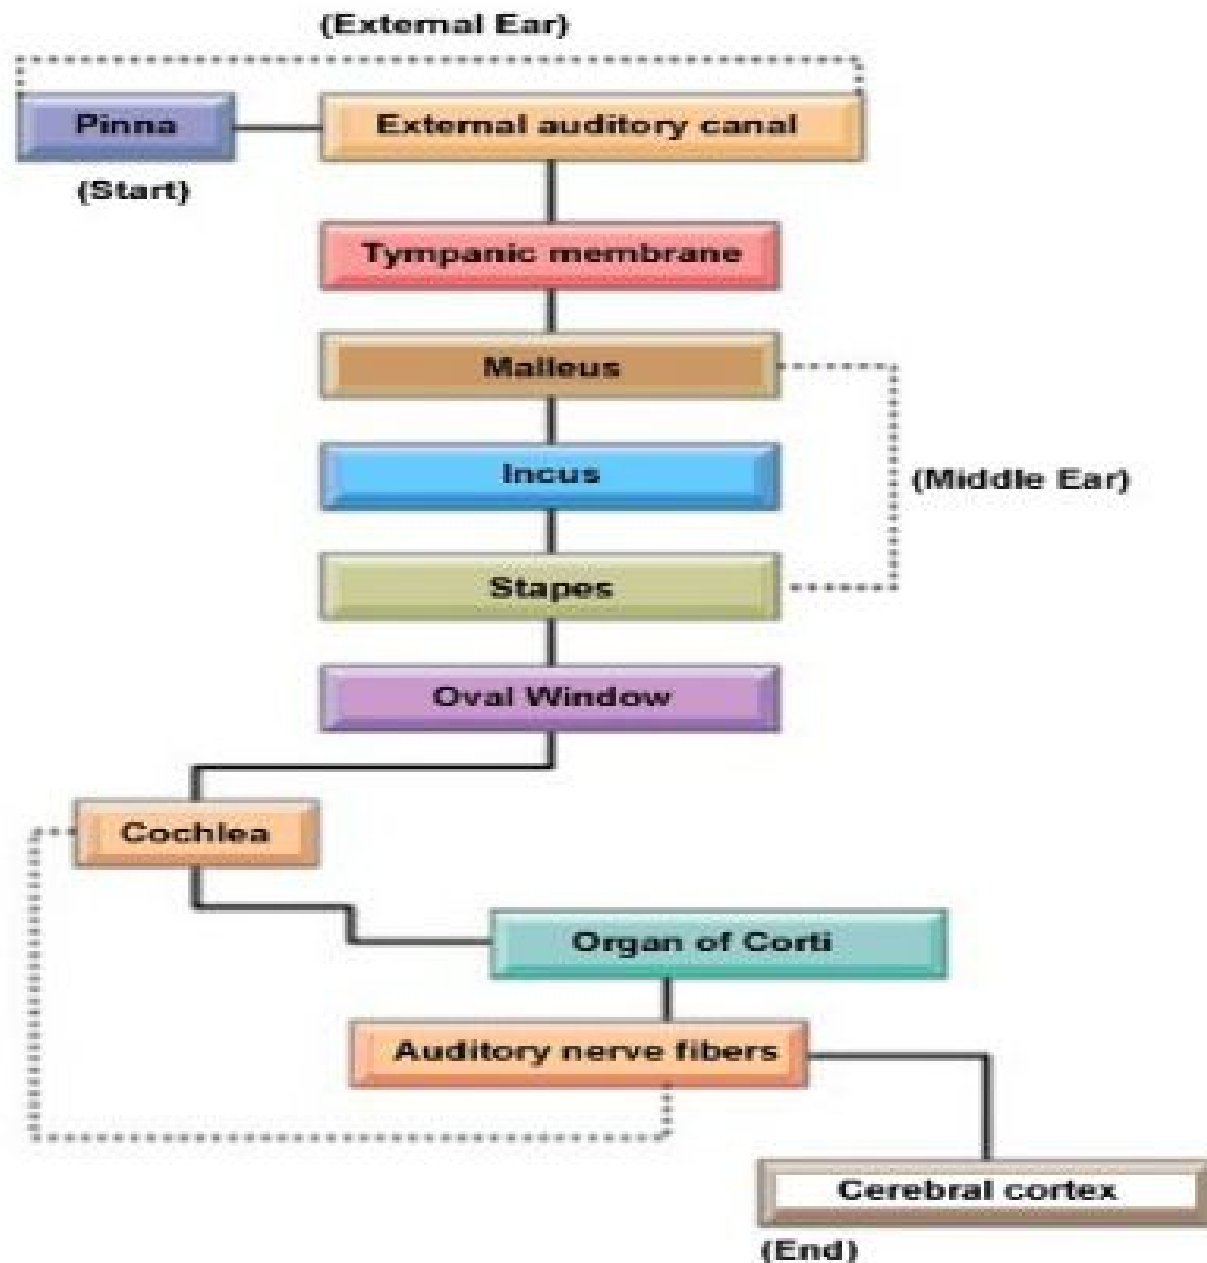 (External Ear)
Pinna
External auditory canal
(Start)
Tympanic membrane
Malleus
Incus
(Middle Ear)
Stapes
Oval Window
Cochlea
Organ of Corti
Auditory nerve fibers
Cerebral cortex
(End)